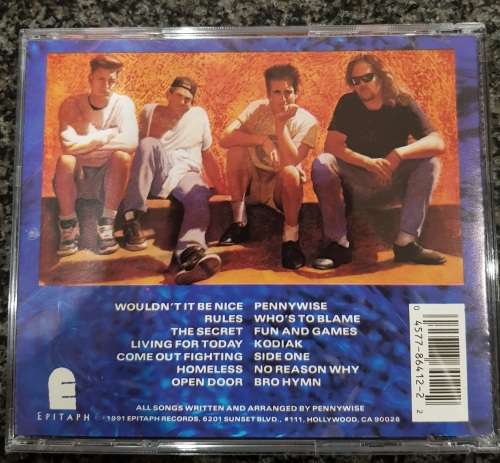 WOULDN'T IT BE NICE PENNYWISE
RULES WHO'S TO BLAME
THE SECRET FUN AND GAMES
LIVING FOR TODAY KODIAK
COME OUT FIGHTING SIDE ONE
HOMELESS NO REASON WHY
OPEN DOOR BRO HYMN
E
EPITAPH
ALL SONGS WRITTEN AND ARRANGED BY PENNYWISE
1991 EPITAPH RECORDS, 6201 SUNSET BLVD., #111, HOLLYWOOD, CA 90028
0 4577-86412-2 2